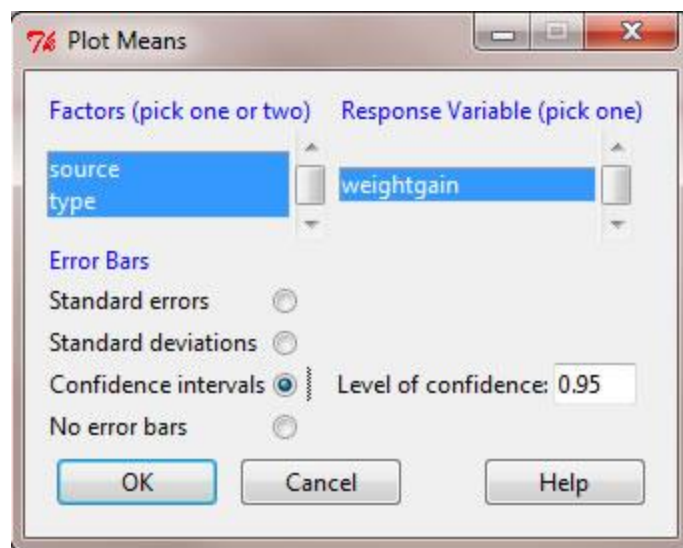 Plot Means
Factors (pick one or two) Response Variable (pick one)
source
type
weightgain
Error Bars
Standard errors
Standard deviations
Confidence intervals Level of confidence: 0.95
No error bars
OK Cancel Help